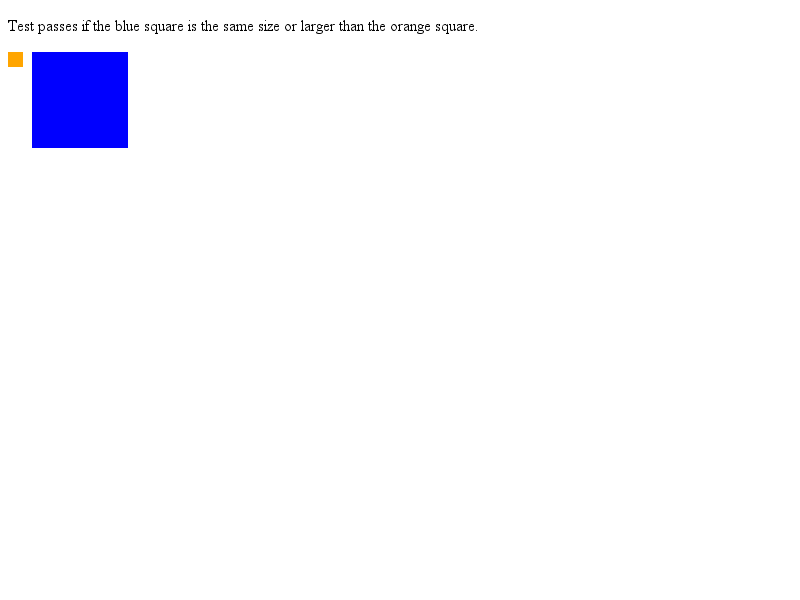 Test passes if the blue square is the same size or larger than the orange square.